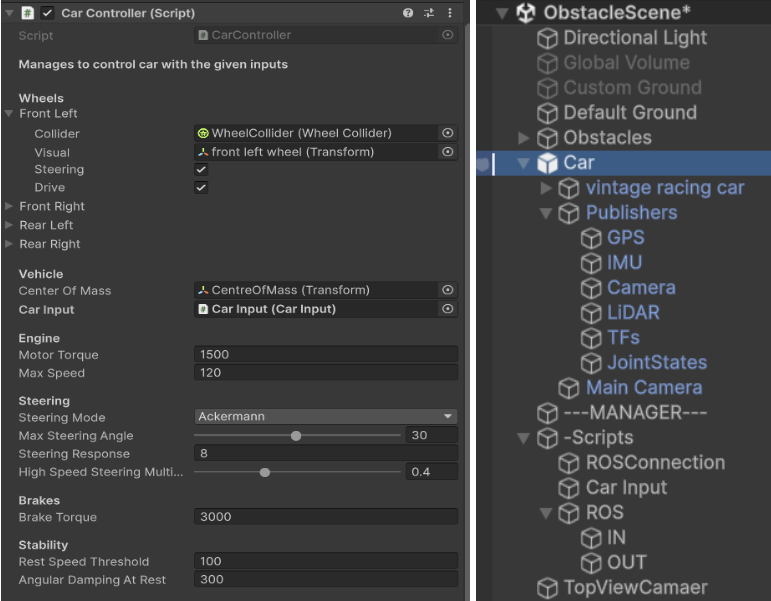 Car Controller (Script)
Script CarController
Manages to control car with the given inputs
Wheels
Front Left
Collider WheelCollider (Wheel Collider)
Visual front left wheel (Transform)
Steering
Drive
Front Right
Rear Left
Rear Right
Vehicle
Center Of Mass CentreOfMass (Transform)
Car Input Car Input (Car Input)
Engine
Motor Torque 1500
Max Speed 120
Steering
Steering Mode Ackermann
Max Steering Angle 30
Steering Response 8
High Speed Steering Multi... 0.4
Brakes
Brake Torque 3000
Stability
Rest Speed Threshold 100
Angular Damping At Rest 300
ObstacleScene*
Directional Light
Global Volume
Custom Ground
Default Ground
Obstacles
Car
vintage racing car
Publishers
GPS
IMU
Camera
LiDAR
TFs
JointStates
Main Camera
---MANAGER---
-Scripts
ROSConnection
Car Input
ROS
IN
OUT
TopViewCamaer